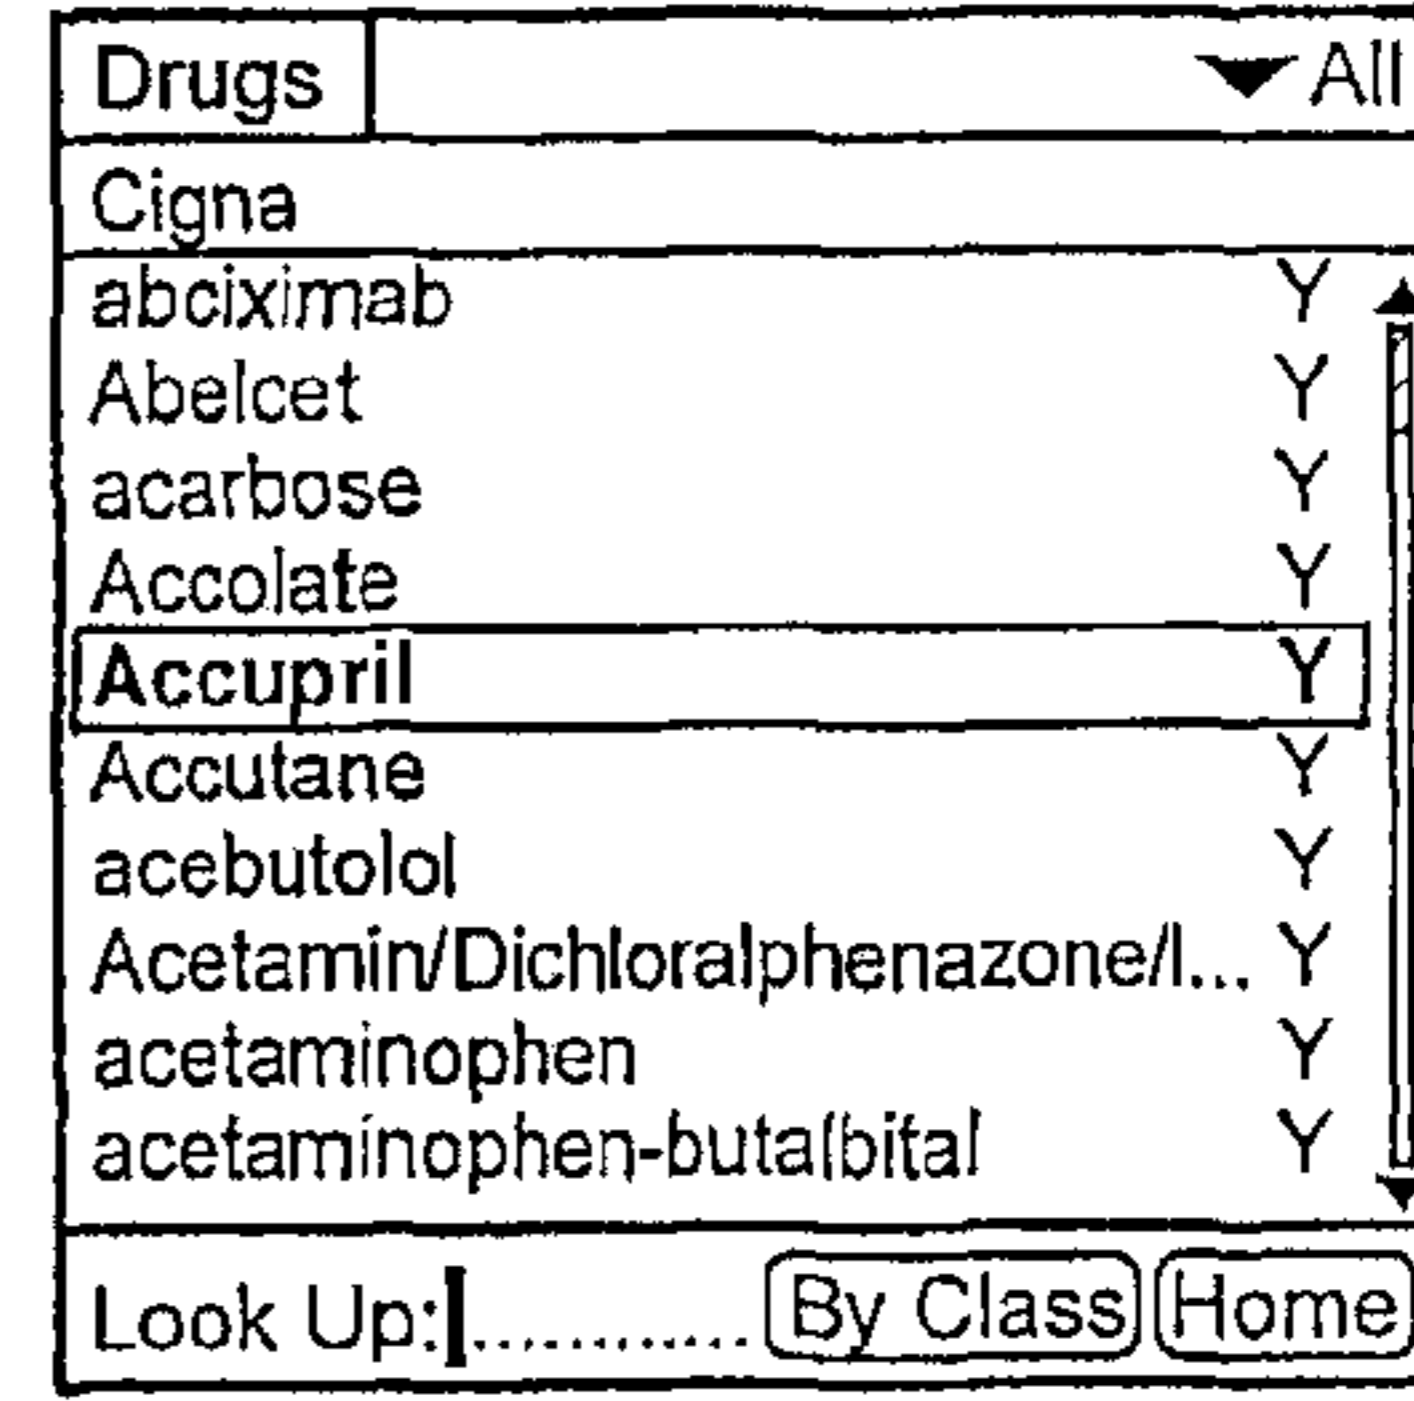 Drugs All
Cigna
abciximab Y
Abelcet Y
acarbose Y
Accolate Y
Accupril Y
Accutane Y
acebutolol Y
Acetamin/Dichloralphenazone/I... Y
acetaminophen Y
acetaminophen-butalbital Y
Look Up:............ By Class Home